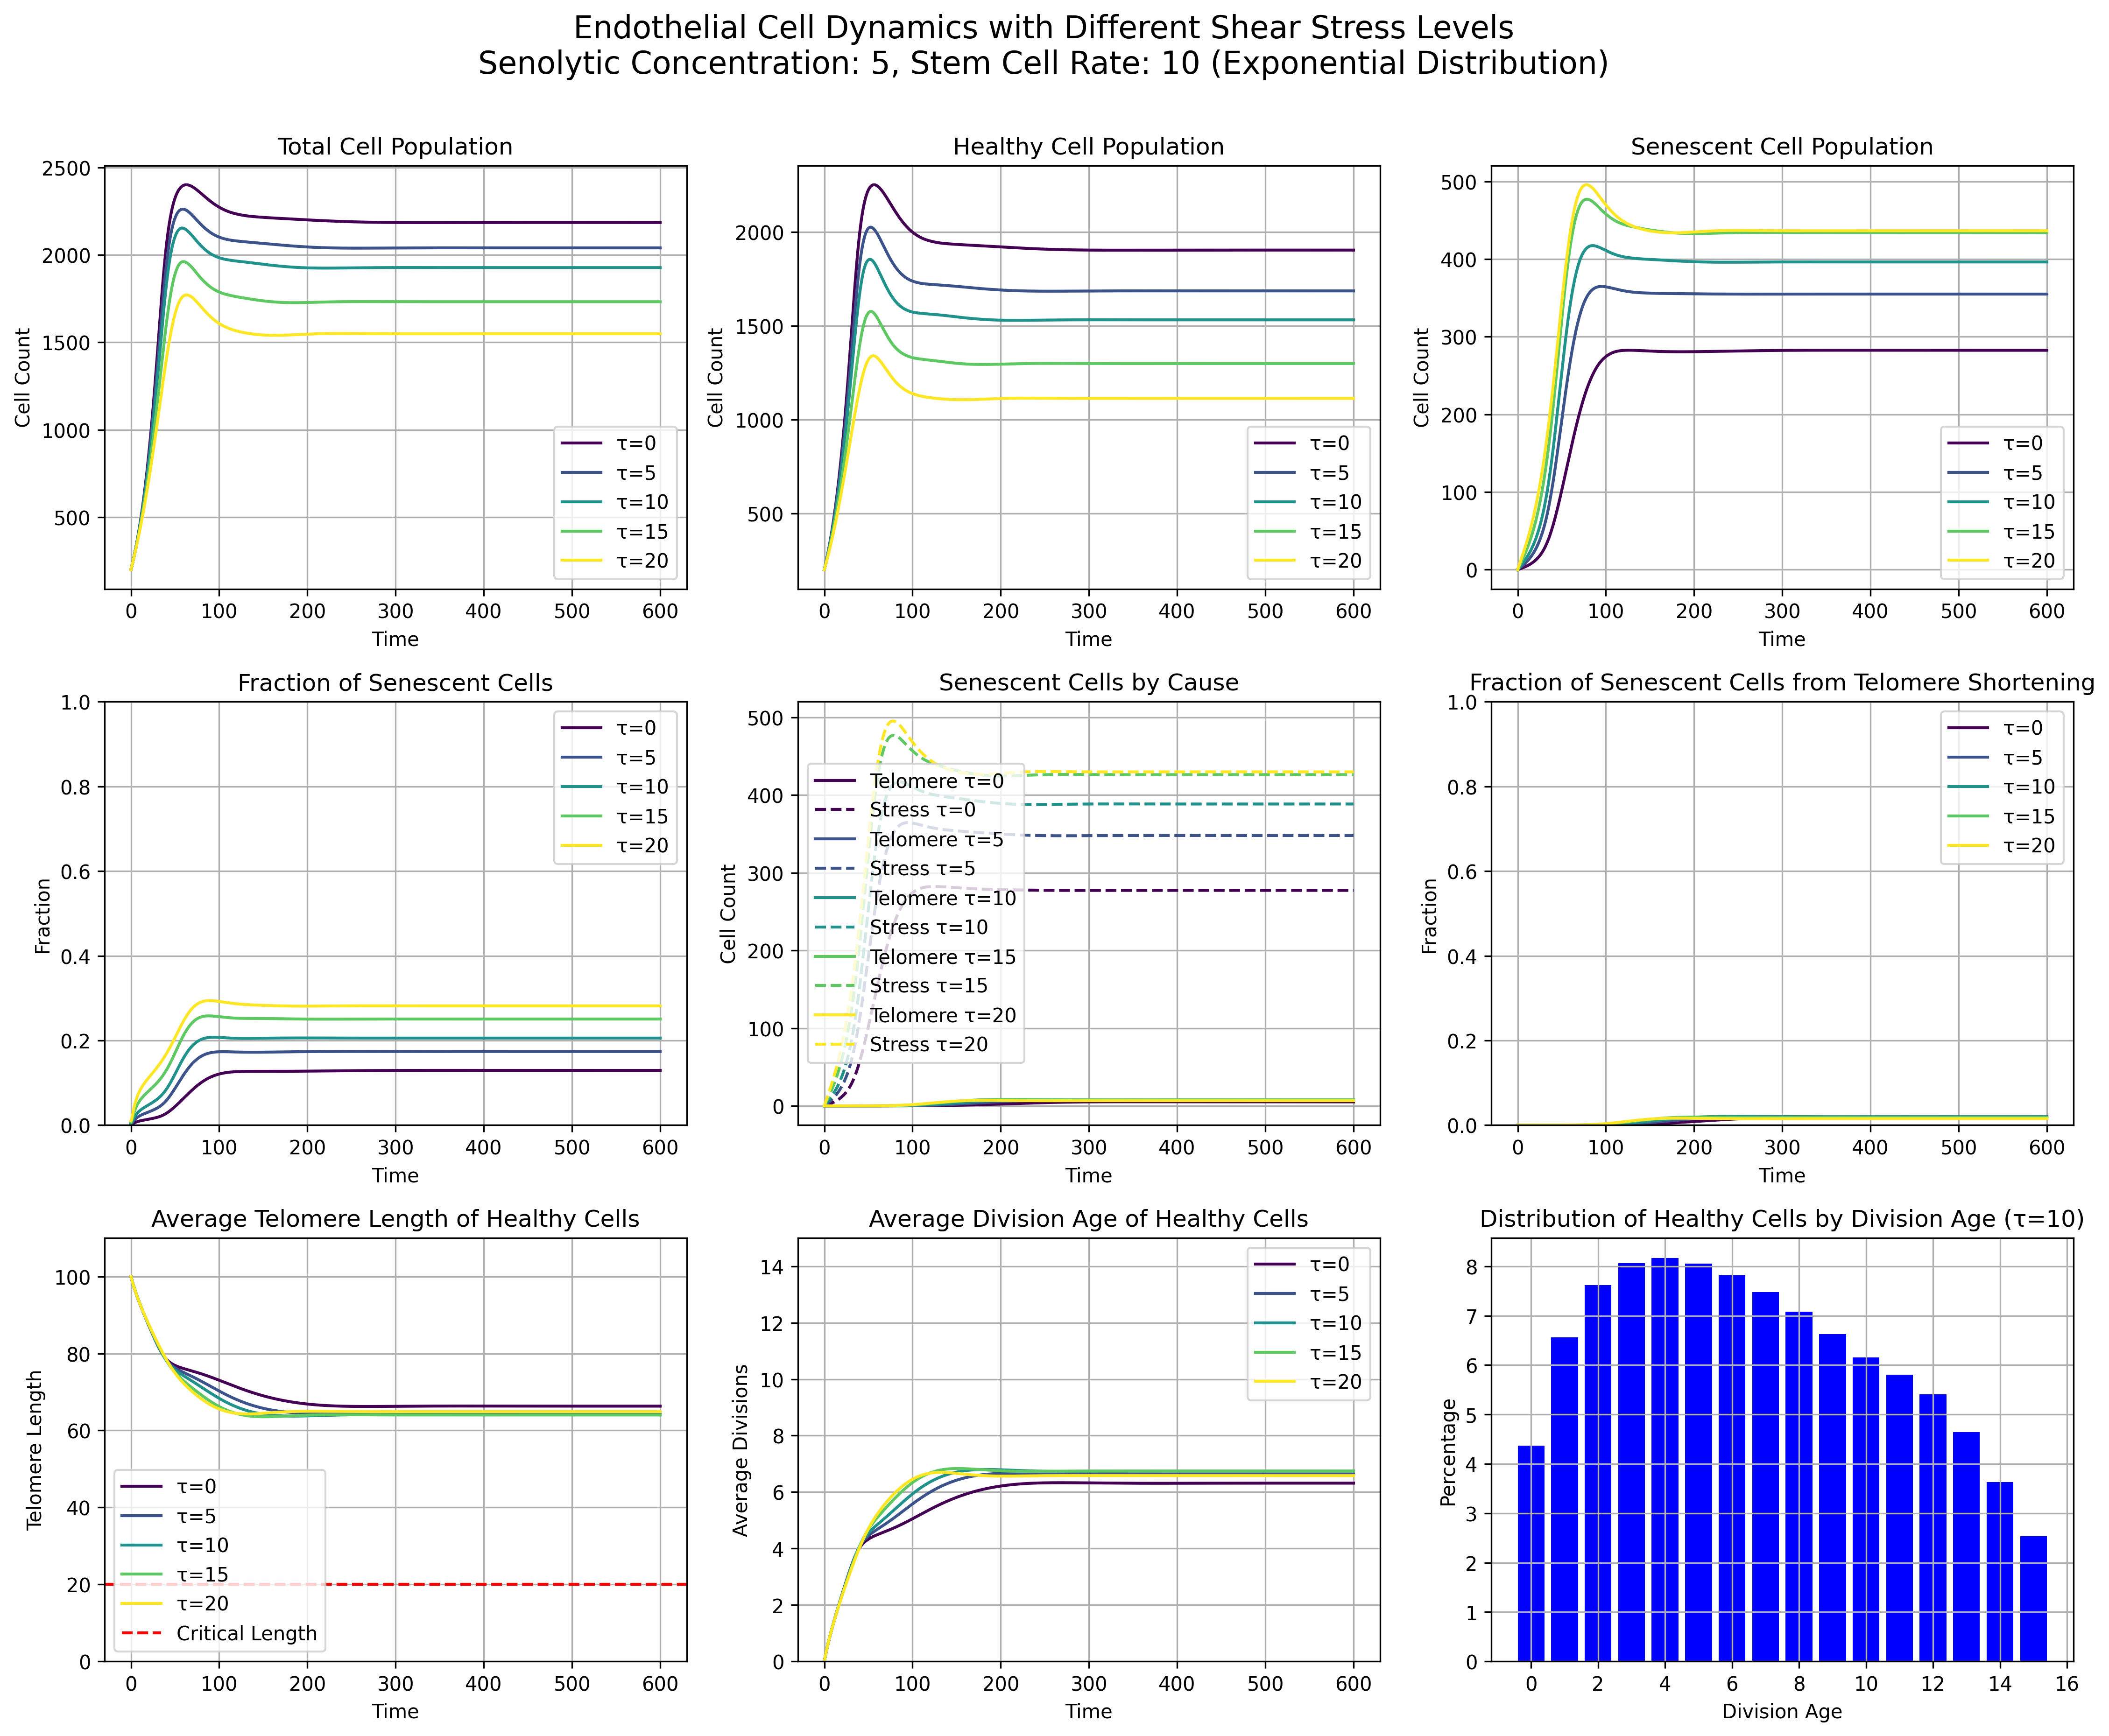 Endothelial Cell Dynamics with Different Shear Stress Levels
Senolytic Concentration: 5, Stem Cell Rate: 10 (Exponential Distribution)
Total Cell Population
Cell Count
2500
2000
1500
1000
500
τ=0
τ=5
τ=10
τ=15
τ=20
0 100 200 300 400 500 600
Time
Healthy Cell Population
Cell Count
2000
1500
1000
500
τ=0
τ=5
τ=10
τ=15
τ=20
0 100 200 300 400 500 600
Time
Senescent Cell Population
Cell Count
500
400
300
200
100
0
τ=0
τ=5
τ=10
τ=15
τ=20
0 100 200 300 400 500 600
Time
Fraction of Senescent Cells
Fraction
1.0
0.8
0.6
0.4
0.2
0.0
τ=0
τ=5
τ=10
τ=15
τ=20
0 100 200 300 400 500 600
Time
Senescent Cells by Cause
Cell Count
500
400
300
200
100
0
Telomere τ=0
Stress τ=0
Telomere τ=5
Stress τ=5
Telomere τ=10
Stress τ=10
Telomere τ=15
Stress τ=15
Telomere τ=20
Stress τ=20
0 100 200 300 400 500 600
Time
Fraction of Senescent Cells from Telomere Shortening
Fraction
1.0
0.8
0.6
0.4
0.2
0.0
τ=0
τ=5
τ=10
τ=15
τ=20
0 100 200 300 400 500 600
Time
Average Telomere Length of Healthy Cells
Telomere Length
100
80
60
40
20
0
τ=0
τ=5
τ=10
τ=15
τ=20
Critical Length
0 100 200 300 400 500 600
Time
Average Division Age of Healthy Cells
Average Divisions
14
12
10
8
6
4
2
0
τ=0
τ=5
τ=10
τ=15
τ=20
0 100 200 300 400 500 600
Time
Distribution of Healthy Cells by Division Age (τ=10)
Percentage
8
7
6
5
4
3
2
1
0
0 2 4 6 8 10 12 14 16
Division Age